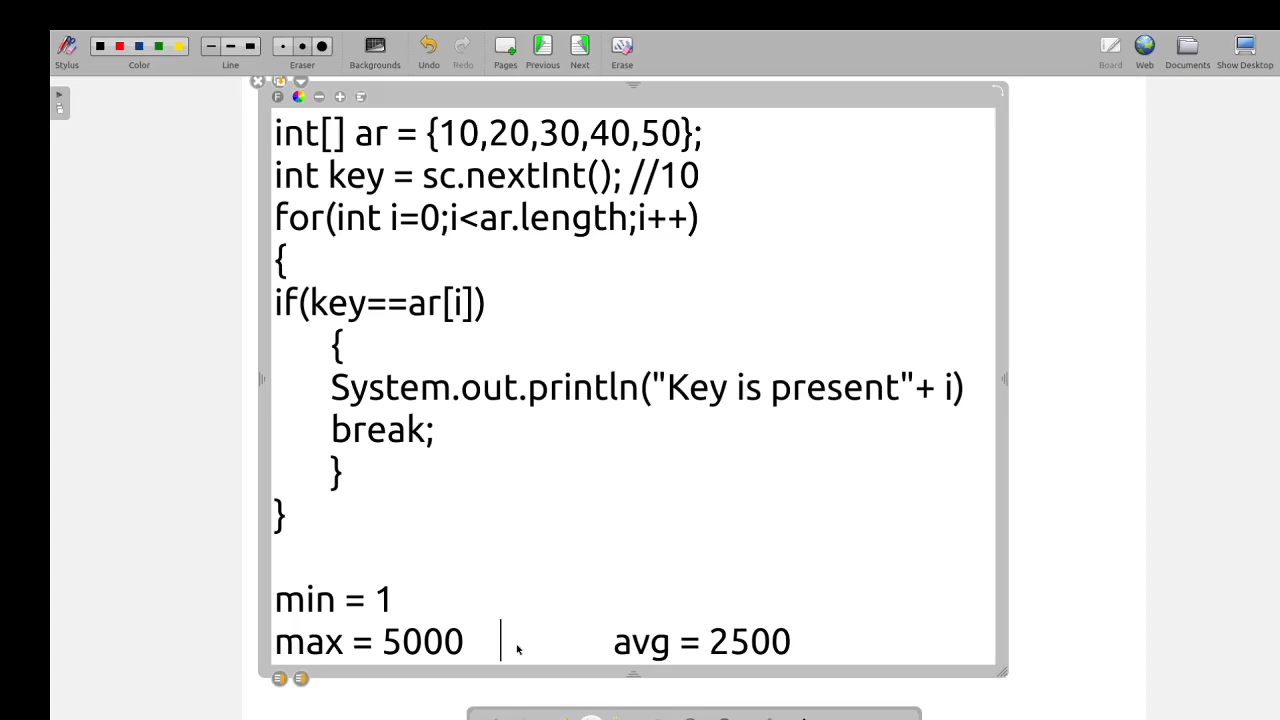 Stylus Color Line Eraser Backgrounds Undo Redo Pages Previous Next Erase Board Web Documents Show Desktop
int[] ar = {10,20,30,40,50};
int key = sc.nextInt(); //10
for(int i=0;i<ar.length;i++)
{
if(key==ar[i])
{
System.out.println("Key is present"+ i)
break;
}
}
min = 1
max = 5000 avg = 2500